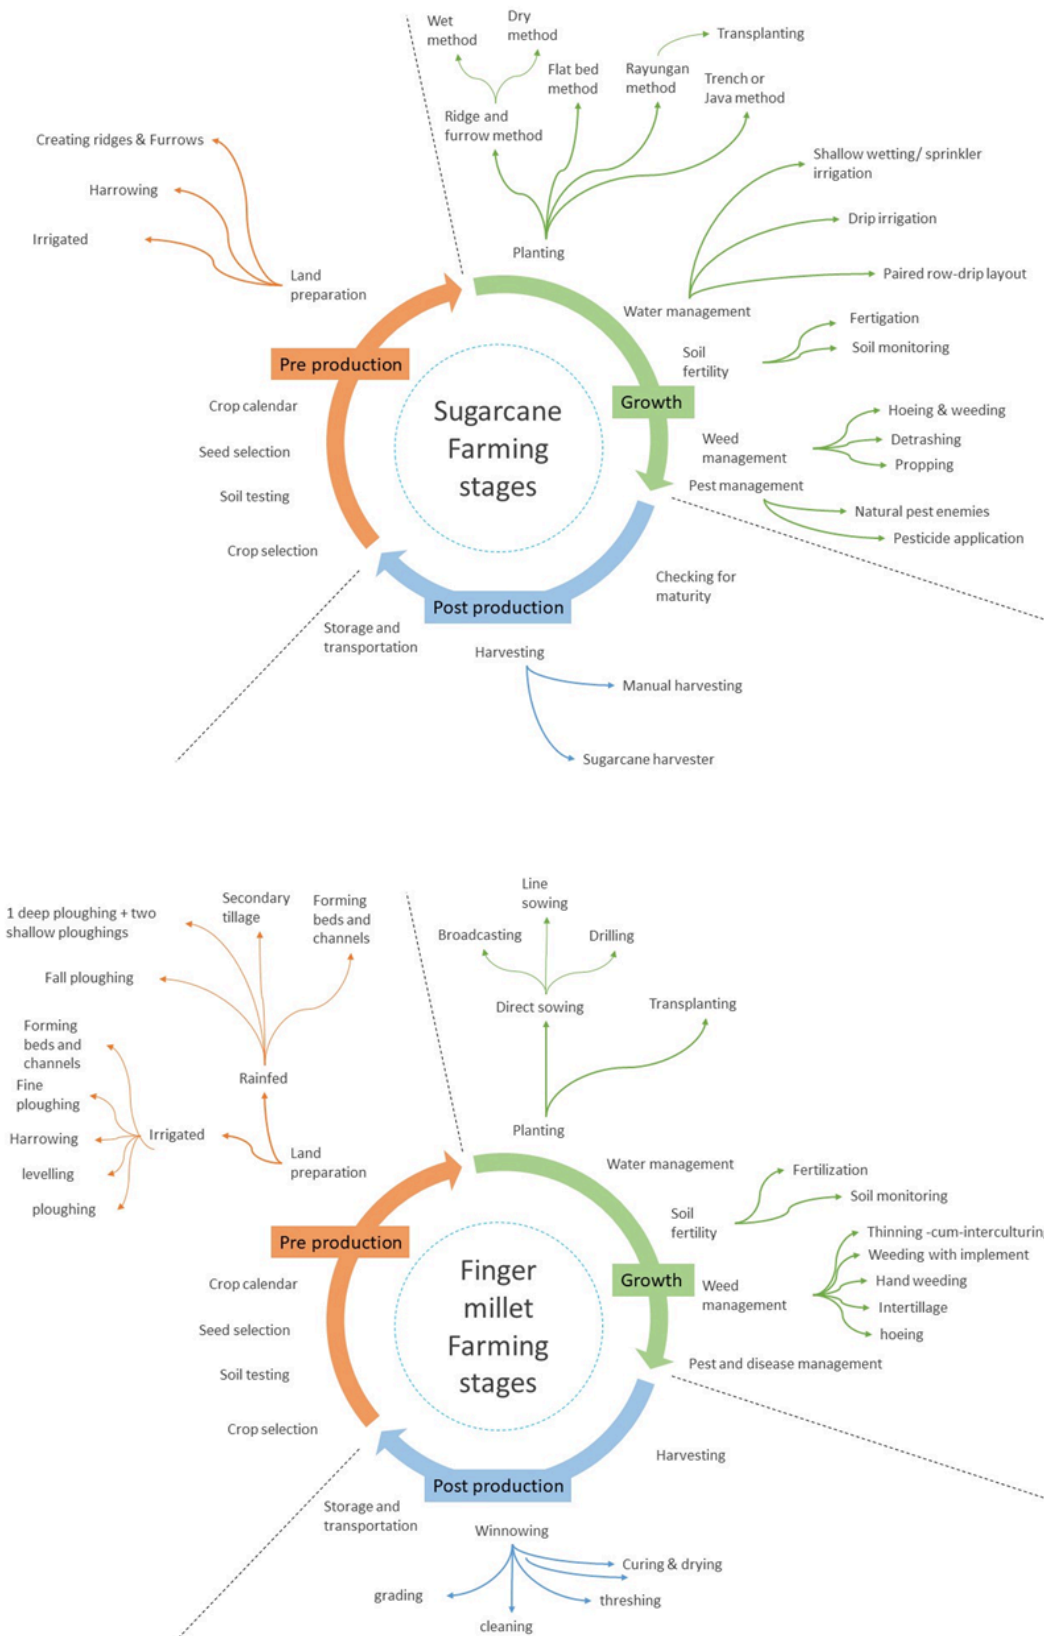 Wet
method
Dry
method
Transplanting
Flat bed
method
Rayungan
method
Trench or
Java method
Ridge and
furrow method
Creating ridges & Furrows
Harrowing
Irrigated
Land
preparation
Planting
Shallow wetting/ sprinkler
irrigation
Drip irrigation
Paired row-drip layout
Water management
Fertigation
Soil
fertility
Soil monitoring
Pre production
Growth
Crop calendar
Seed selection
Soil testing
Crop selection
Sugarcane
Farming
stages
Hoeing & weeding
Weed
management
Detrashing
Propping
Pest management
Natural pest enemies
Pesticide application
Checking for
maturity
Post production
Storage and
transportation
Harvesting
Manual harvesting
Sugarcane harvester
1 deep ploughing + two
shallow ploughings
Secondary
tillage
Forming
beds and
channels
Fall ploughing
Forming
beds and
channels
Fine
ploughing
Harrowing
levelling
ploughing
Rainfed
Irrigated
Land
preparation
Line
sowing
Broadcasting
Drilling
Direct sowing
Transplanting
Planting
Water management
Fertilization
Soil
fertility
Soil monitoring
Thinning -cum-interculturing
Weeding with implement
Weed
management
Hand weeding
Intertillage
hoeing
Pre production
Growth
Crop calendar
Seed selection
Soil testing
Crop selection
Finger
millet
Farming
stages
Pest and disease management
Harvesting
Post production
Storage and
transportation
Winnowing
Curing & drying
threshing
grading
cleaning